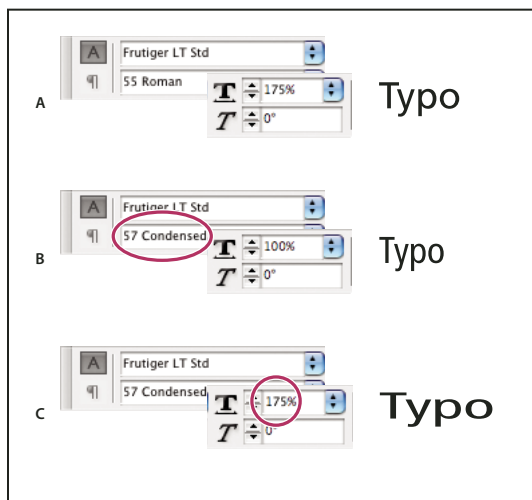 A
Frutiger LT Std
¶
55 Roman
T
175%
T
0°
Typo
A
A
Frutiger LT Std
¶
57 Condensed
T
100%
T
0°
Typo
B
A
Frutiger LT Std
¶
57 Condensed
T
175%
T
0°
Typo
C